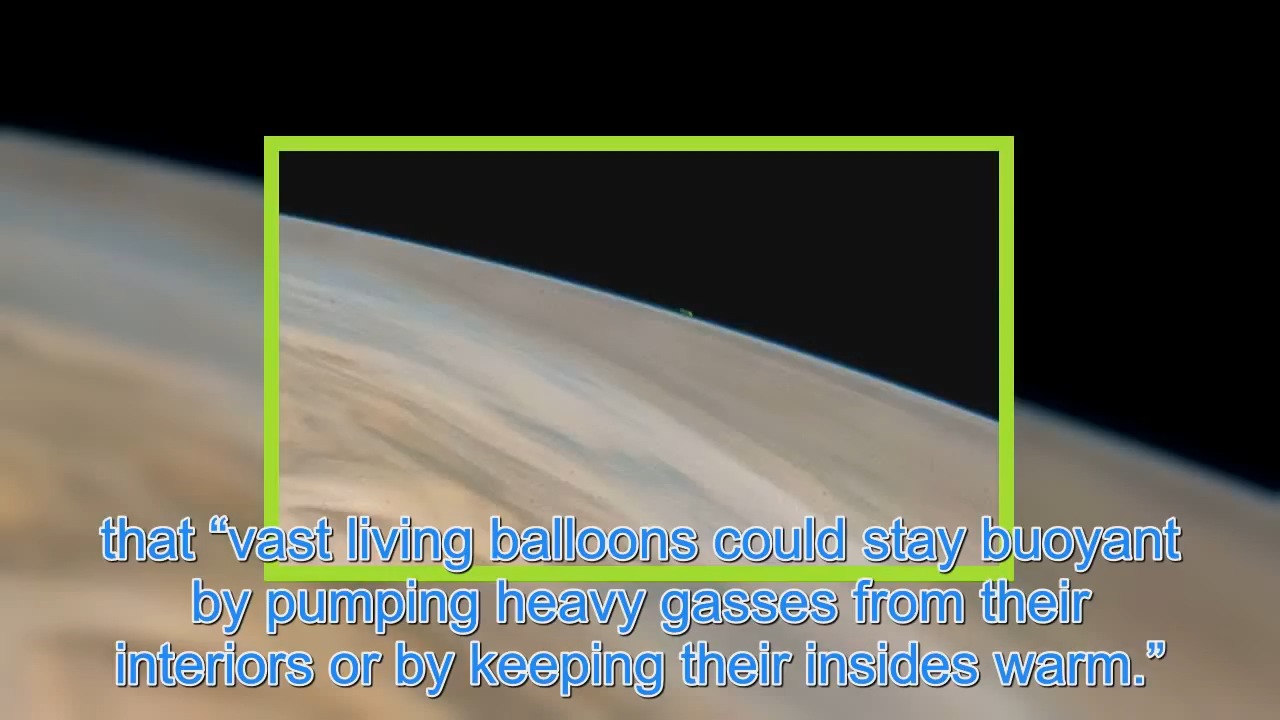 that “vast living balloons could stay buoyant
by pumping heavy gasses from their
interiors or by keeping their insides warm.”